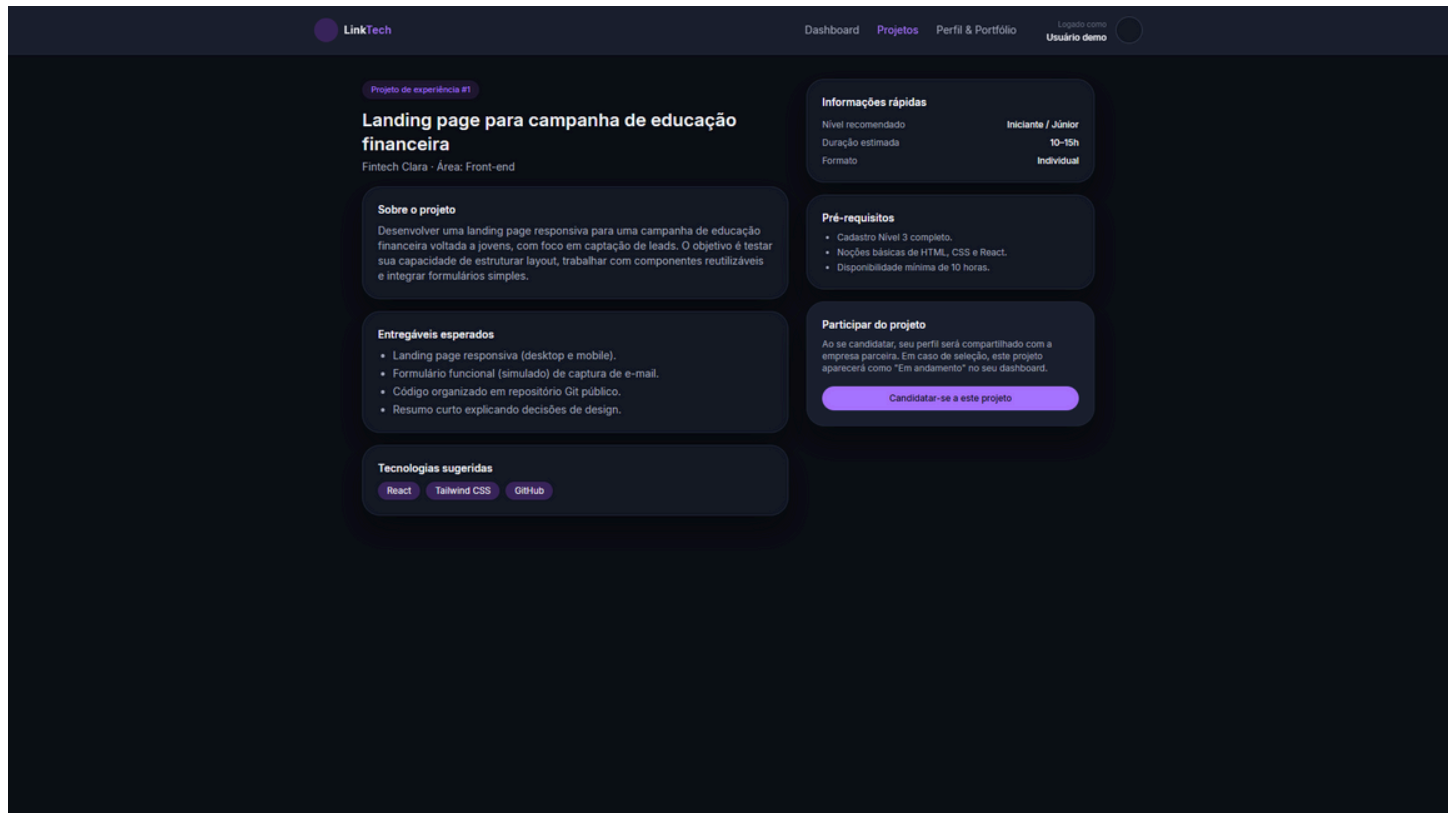 LinkTech
Dashboard Projetos Perfil & Portfólio
Logado como
Usuário demo
Projeto de experiência #1
Landing page para campanha de educação
financeira
Fintech Clara · Área: Front-end
Sobre o projeto
Desenvolver uma landing page responsiva para uma campanha de educação
financeira voltada a jovens, com foco em captação de leads. O objetivo é testar
sua capacidade de estruturar layout, trabalhar com componentes reutilizáveis
e integrar formulários simples.
Entregáveis esperados
• Landing page responsiva (desktop e mobile).
• Formulário funcional (simulado) de captura de e-mail.
• Código organizado em repositório Git público.
• Resumo curto explicando decisões de design.
Tecnologias sugeridas
React Tailwind CSS GitHub
Informações rápidas
Nível recomendado Iniciante / Júnior
Duração estimada 10–15h
Formato Individual
Pré-requisitos
• Cadastro Nível 3 completo.
• Noções básicas de HTML, CSS e React.
• Disponibilidade mínima de 10 horas.
Participar do projeto
Ao se candidatar, seu perfil será compartilhado com a
empresa parceira. Em caso de seleção, este projeto
aparecerá como "Em andamento" no seu dashboard.
Candidatar-se a este projeto